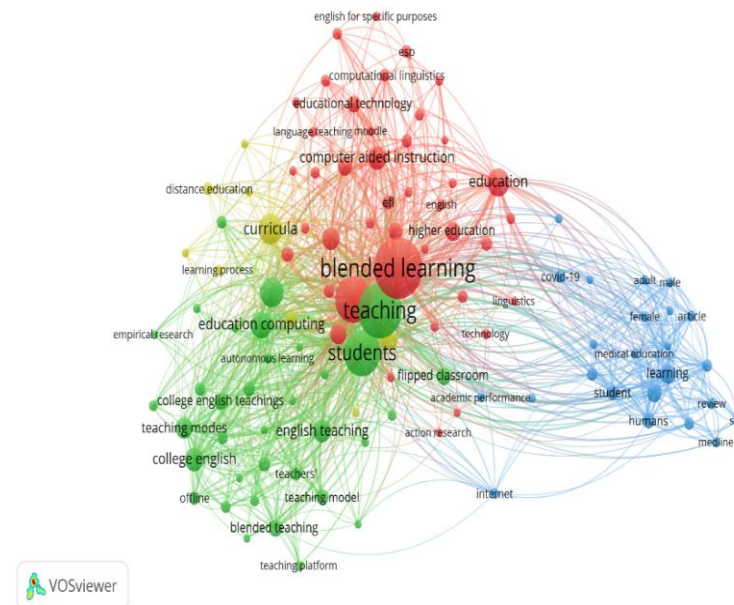 english for specific purposes
esp
computational linguistics
educational technology
language teaching moodle
computer aided instruction
education
distance education
efl
english
curricula
higher education
blended learning
learning process
covid-19
adult male
linguistics
teaching
female
article
education computing
empirical research
technology
students
medical education
autonomous learning
flipped classroom
learning
student
academic performance
college english teachings
review
teaching modes
english teaching
action research
humans
s
medline
college english
teachers'
internet
offline
teaching model
blended teaching
teaching platform
VOSviewer